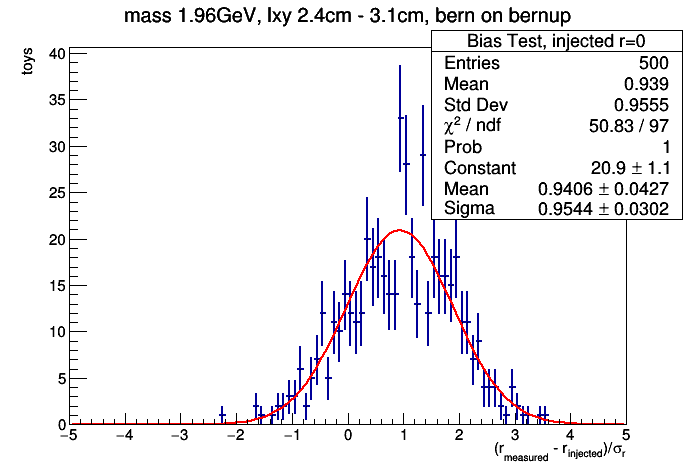 mass 1.96GeV, lxy 2.4cm - 3.1cm, bern on bernup
Bias Test, injected r=0
Entries 500
Mean 0.939
Std Dev 0.9555
χ² / ndf 50.83 / 97
Prob 1
Constant 20.9 ± 1.1
Mean 0.9406 ± 0.0427
Sigma 0.9544 ± 0.0302
toys
40
35
30
25
20
15
10
5
0
−5 −4 −3 −2 −1 0 1 2 3 4 5
(r_measured - r_injected)/σ_r